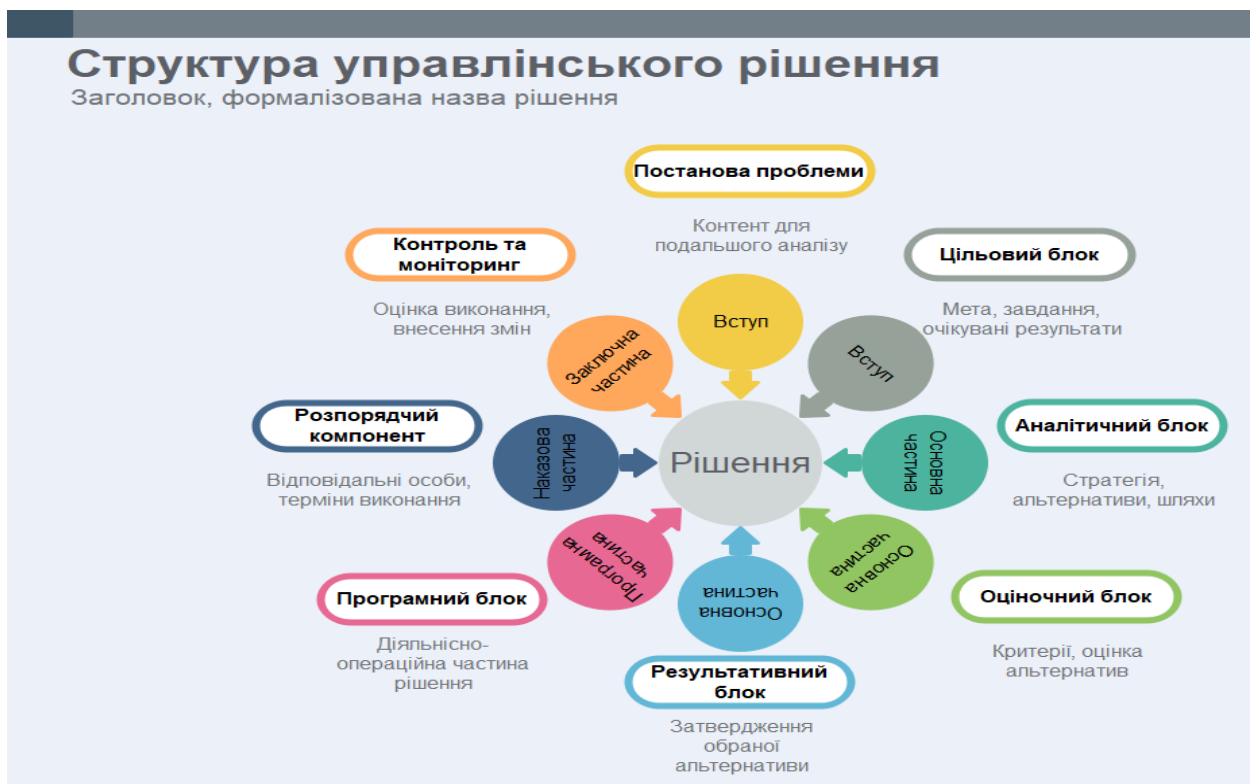 Структура управлінського рішення
Заголовок, формалізована назва рішення
Постанова проблеми
Контент для
подальшого аналізу
Вступ
Цільовий блок
Мета, завдання,
очікувані результати
Вступ
Аналітичний блок
Стратегія,
альтернативи, шляхи
Основна
частина
Оціночний блок
Критерії, оцінка
альтернатив
Основна
частина
Результативний
блок
Затвердження
обраної
альтернативи
Основна
частина
Програмний блок
Діяльнісно-
операційна частина
рішення
Програмна
частина
Розпорядчий
компонент
Відповідальні особи,
терміни виконання
Наказова
частина
Контроль та
моніторинг
Оцінка виконання,
внесення змін
Заключна
частина
Рішення